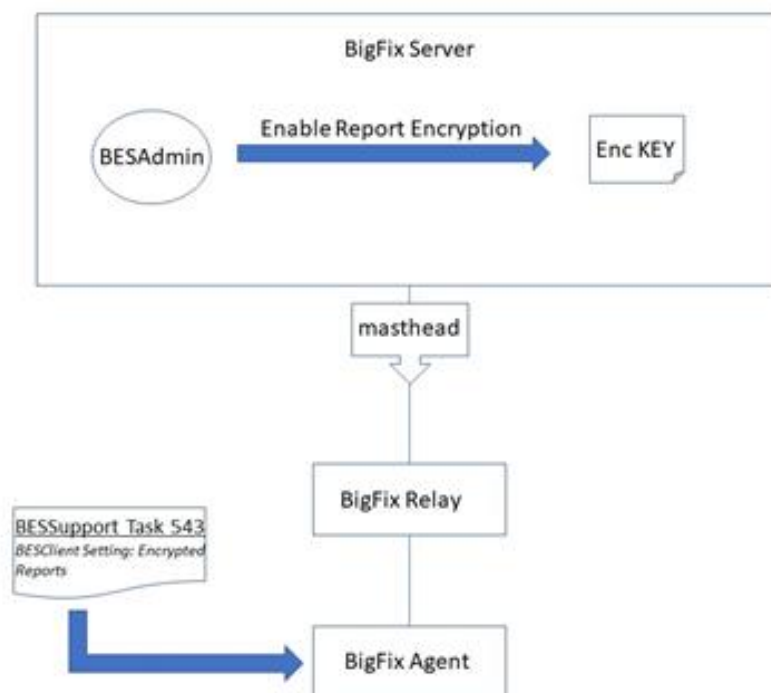 BigFix Server
Enable Report Encryption
BESAdmin
Enc KEY
masthead
BigFix Relay
BESSupport Task 543
BESClient Setting: Encrypted
Reports
BigFix Agent